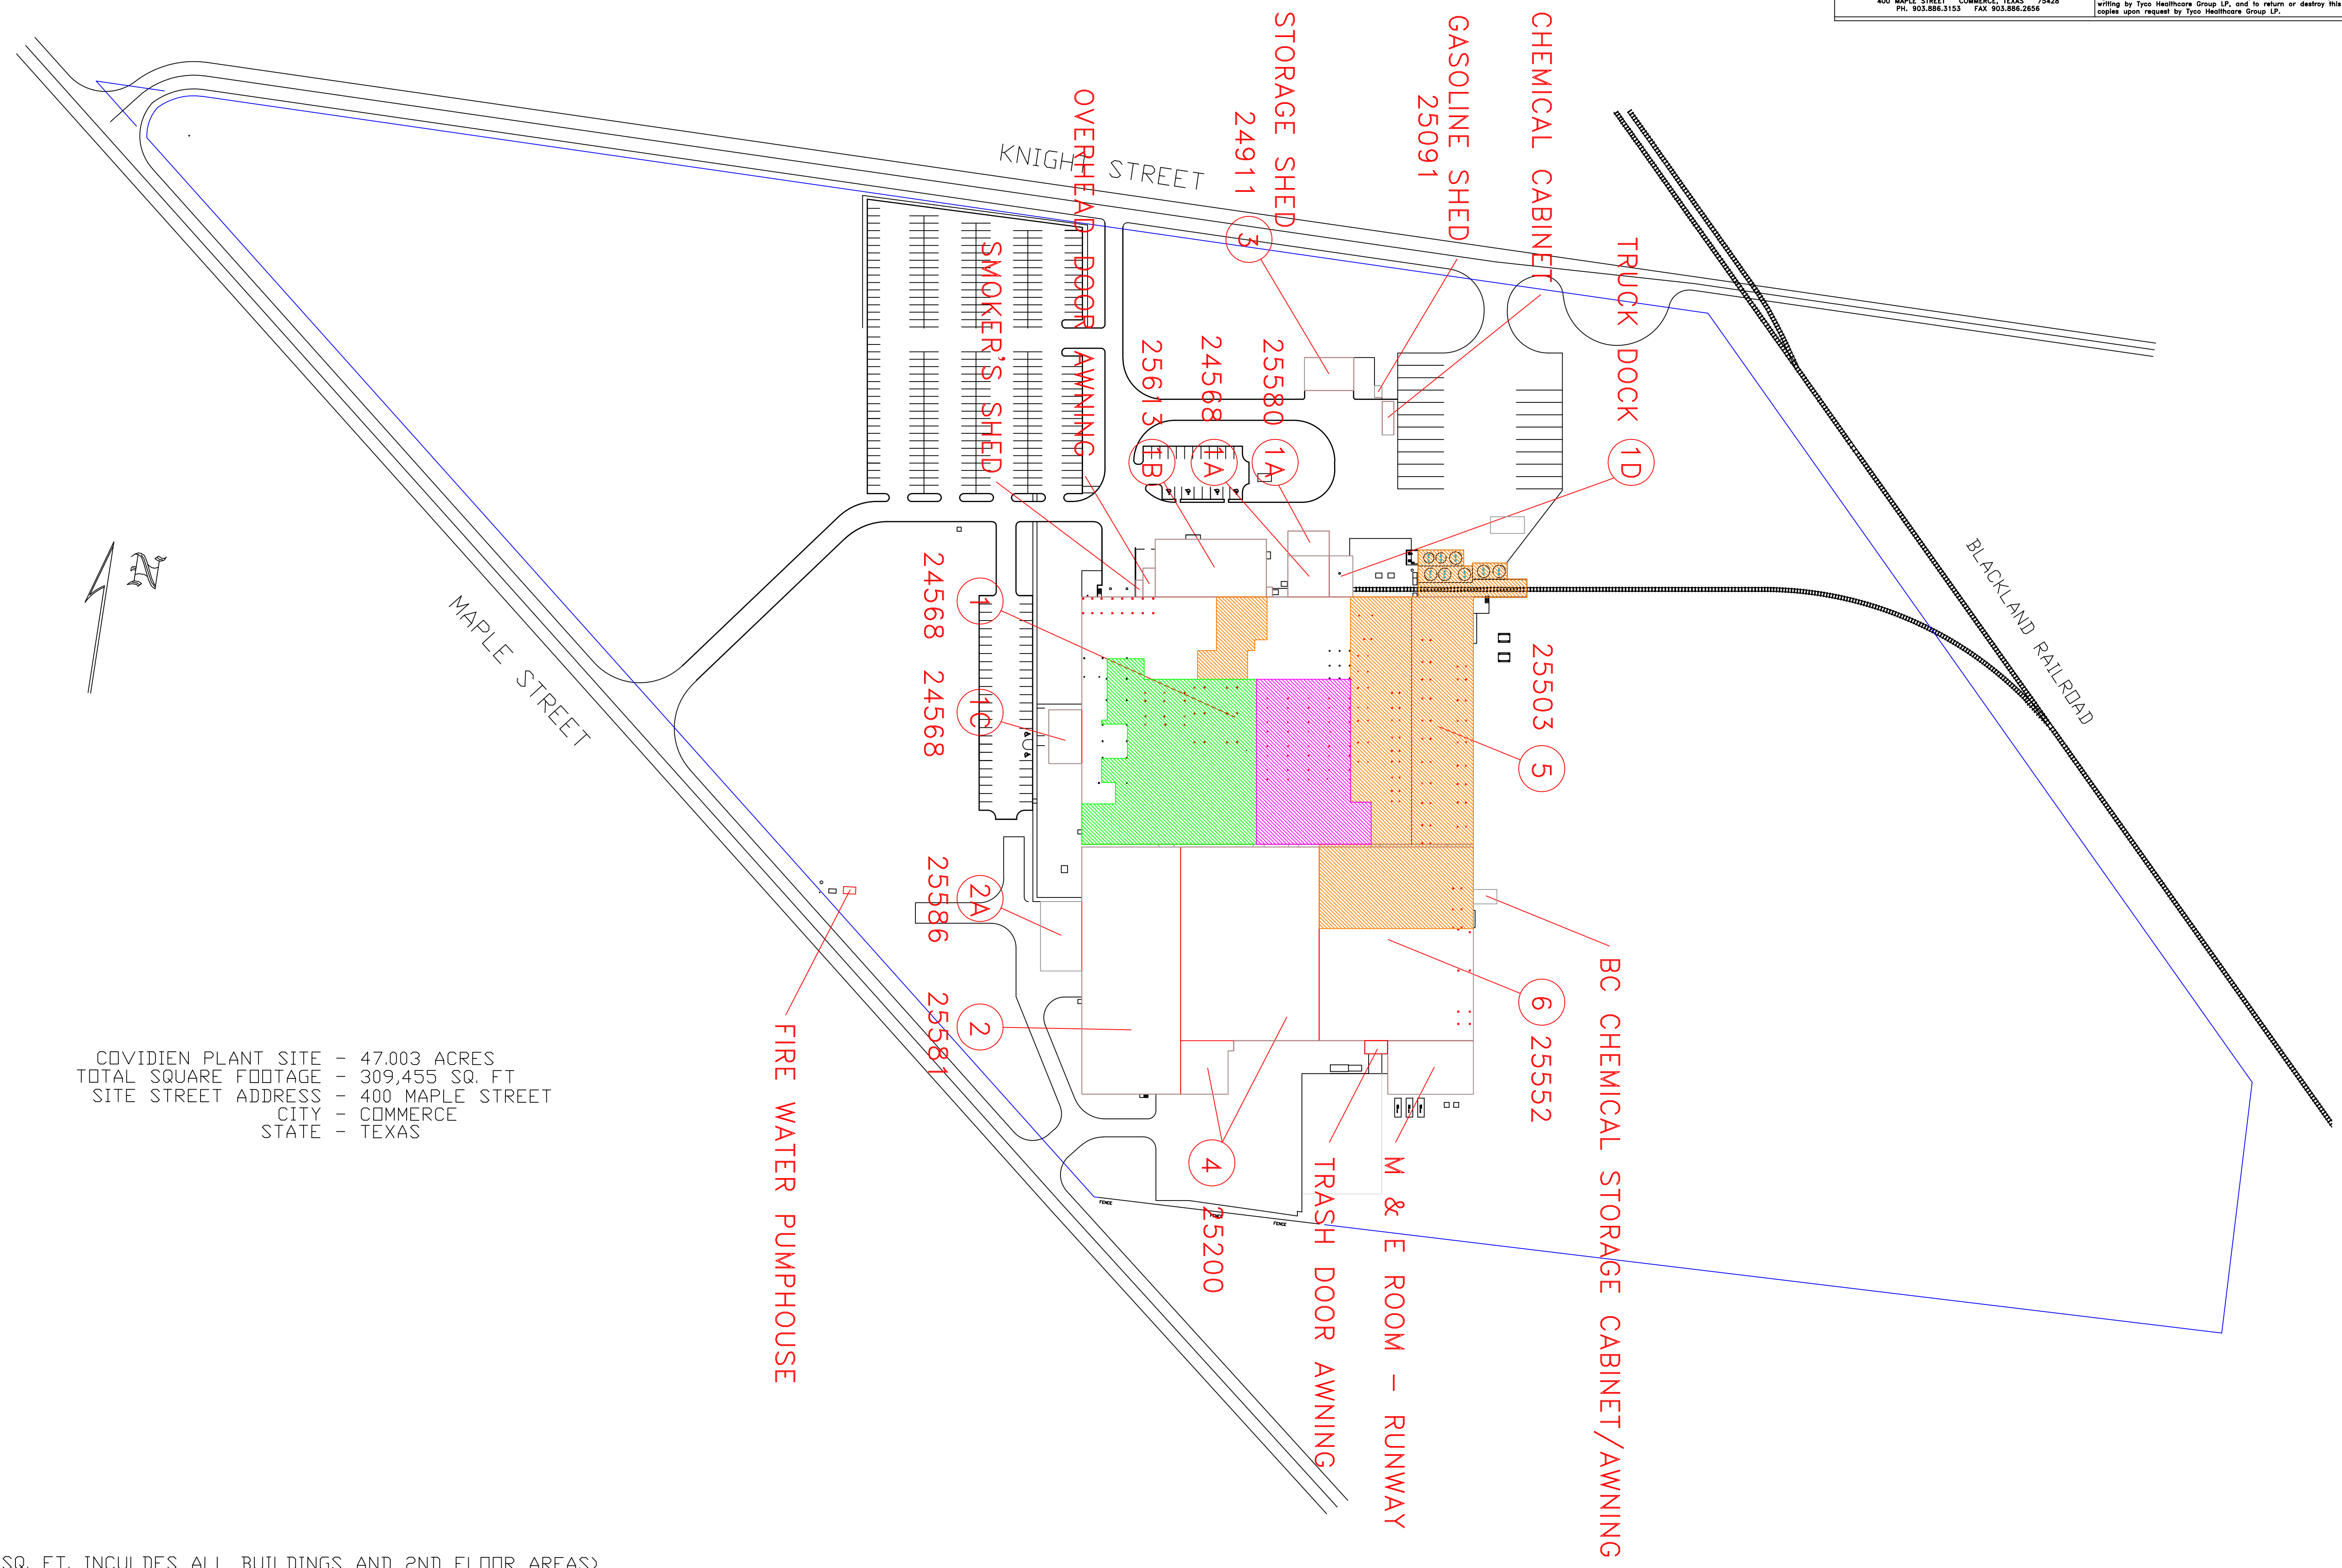 400 MAPLE STREET COMMERCE, TEXAS 75428
PH. 903.886.3153 FAX 903.886.2656
writing by Tyco Healthcare Group LP, and to return or destroy this
copies upon request by Tyco Healthcare Group LP.
KNIGHT STREET
MAPLE STREET
BLACKLAND RAILROAD
N
OVERHEAD DOOR AWNING
SMOKER'S SHED
STORAGE SHED
24911
3
GASOLINE SHED
25091
CHEMICAL CABINET
TRUCK DOCK 1D
25613 1B
24568 1A
25580 1A
24568 1
24568 1C
25586 2A
25581 2
25503 5
6 25552
4 25200
BC CHEMICAL STORAGE CABINET/AWNING
M & E ROOM - RUNWAY
TRASH DOOR AWNING
FIRE WATER PUMPHOUSE
FENCE
FENCE
FENCE
COVIDIEN PLANT SITE - 47.003 ACRES
TOTAL SQUARE FOOTAGE - 309,455 SQ. FT
SITE STREET ADDRESS - 400 MAPLE STREET
CITY - COMMERCE
STATE - TEXAS
SQ. FT. INCULDES ALL BUILDINGS AND 2ND FLOOR AREAS)